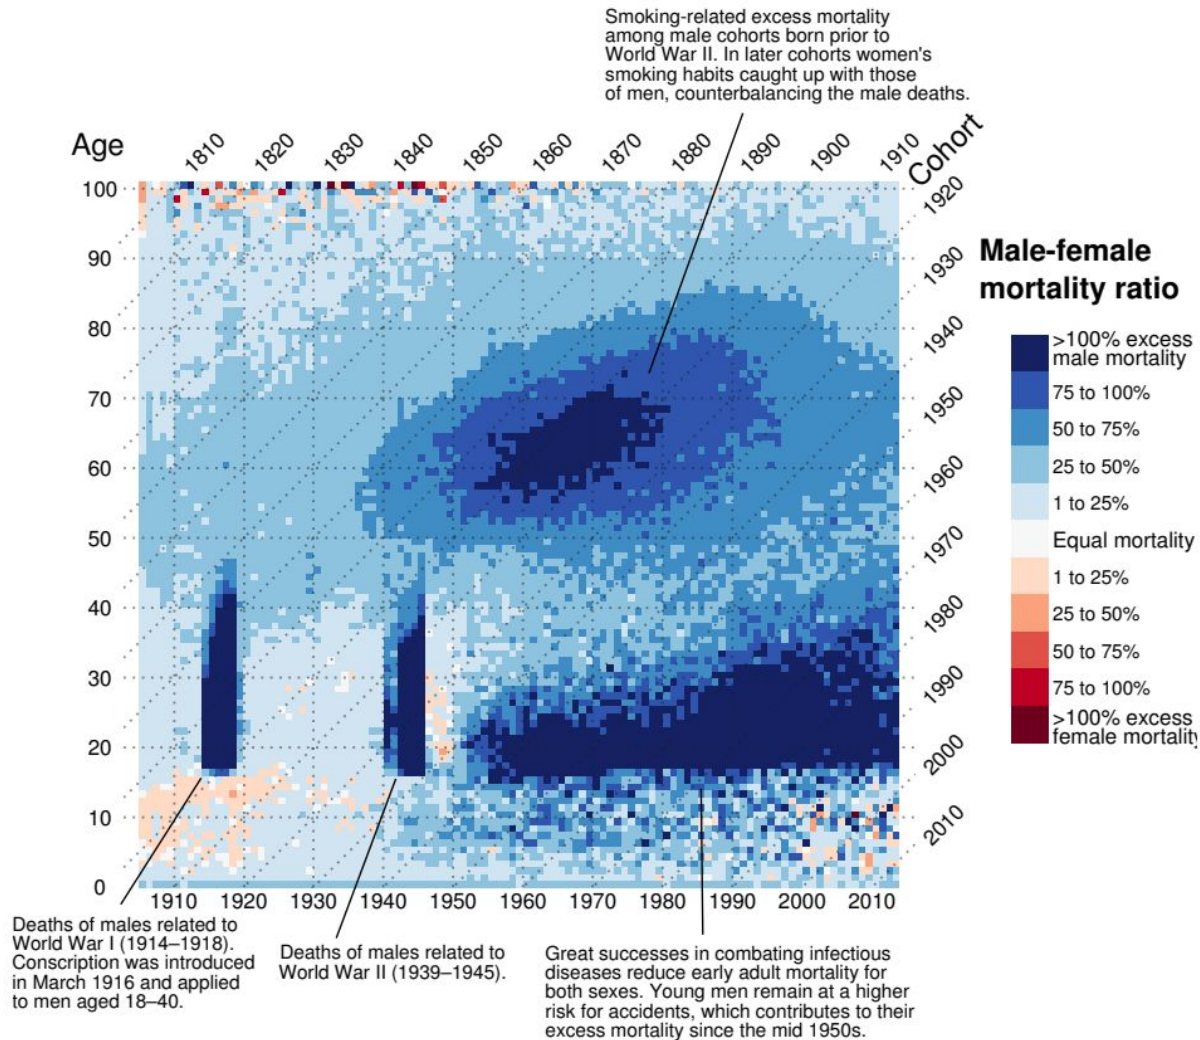 Smoking-related excess mortality
among male cohorts born prior to
World War II. In later cohorts women's
smoking habits caught up with those
of men, counterbalancing the male deaths.
Age
1810
1820
1830
1840
1850
1860
1870
1880
1890
1900
1910
Cohort
1920
1930
1940
1950
1960
1970
1980
1990
2000
2010
100
90
80
70
60
50
40
30
20
10
0
1910
1920
1930
1940
1950
1960
1970
1980
1990
2000
2010
Male-female
mortality ratio
>100% excess
male mortality
75 to 100%
50 to 75%
25 to 50%
1 to 25%
Equal mortality
1 to 25%
25 to 50%
50 to 75%
75 to 100%
>100% excess
female mortality
Deaths of males related to
World War I (1914–1918).
Conscription was introduced
in March 1916 and applied
to men aged 18–40.
Deaths of males related to
World War II (1939–1945).
Great successes in combating infectious
diseases reduce early adult mortality for
both sexes. Young men remain at a higher
risk for accidents, which contributes to their
excess mortality since the mid 1950s.